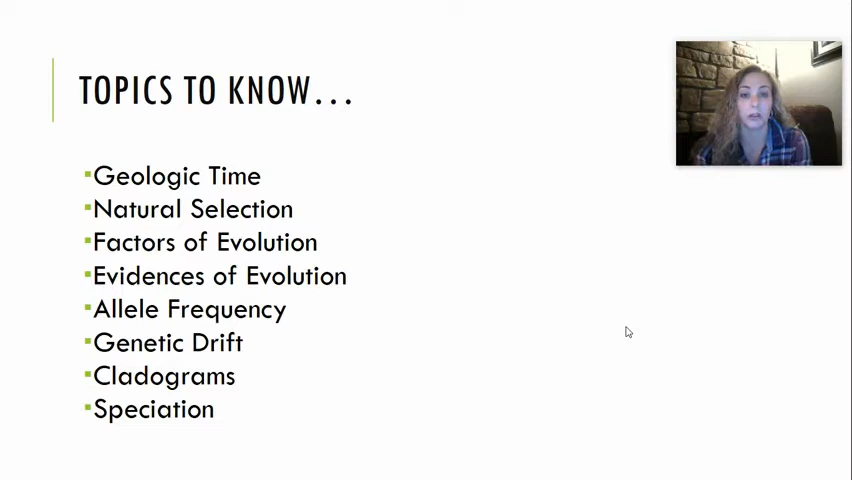 TOPICS TO KNOW...
▪Geologic Time
▪Natural Selection
▪Factors of Evolution
▪Evidences of Evolution
▪Allele Frequency
▪Genetic Drift
▪Cladograms
▪Speciation